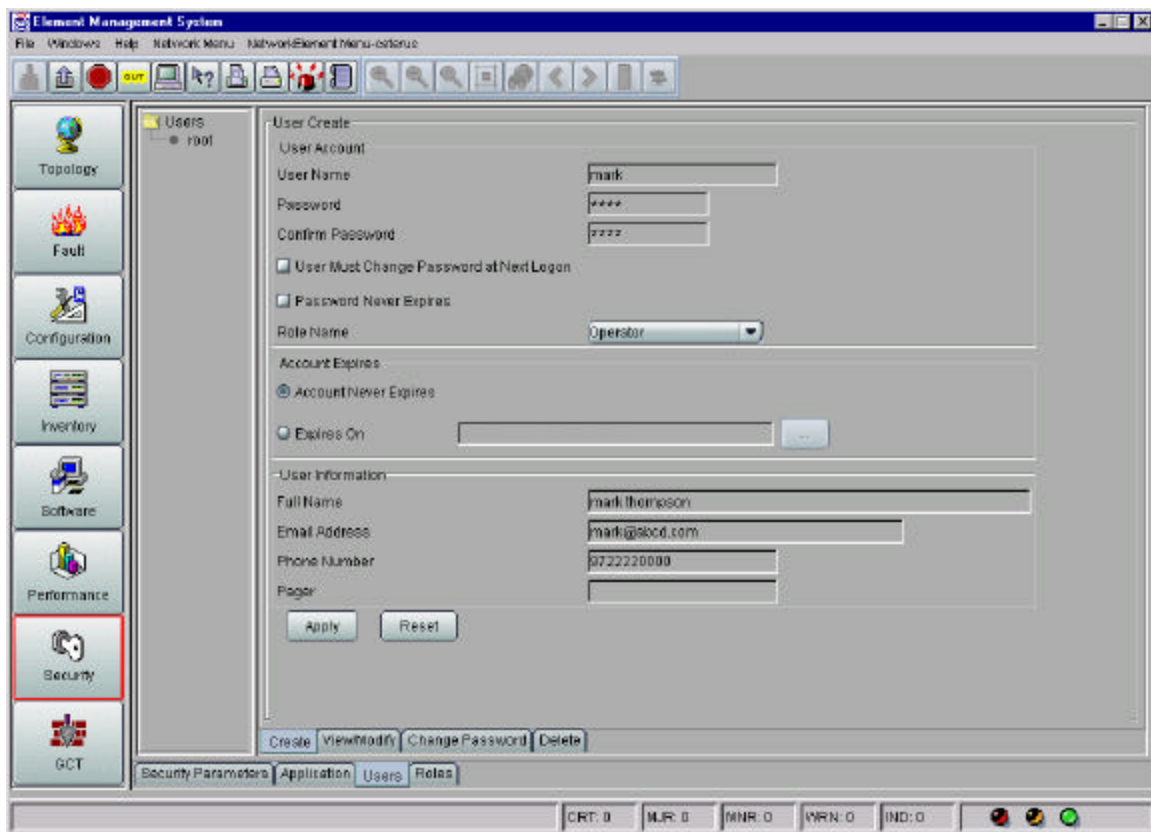 Element Management System
File Windows Help Network Menu NetworkElement Menu-ceterus
OUT
Topology
Fault
Configuration
Inventory
Software
Performance
Security
GCT
Users
root
User Create
User Account
User Name mark
Password ****
Confirm Password ****
User Must Change Password at Next Logon
Password Never Expires
Role Name Operator
Account Expires
Account Never Expires
Expires On ...
User Information
Full Name mark thompson
Email Address mark@abcd.com
Phone Number 9722220000
Pager
Apply Reset
Create View/Modify Change Password Delete
Security Parameters Application Users Roles
CRT: 0 MJR: 0 MNR: 0 WRN: 0 IND: 0